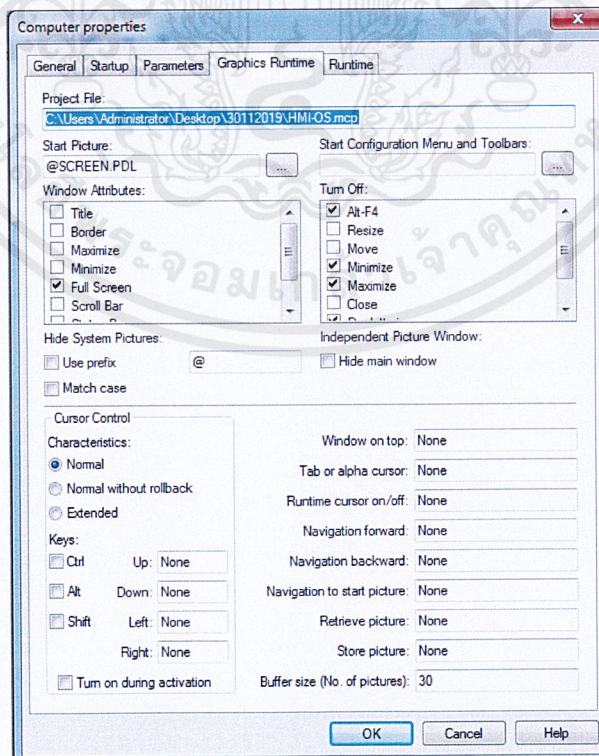 Computer properties
General Startup Parameters Graphics Runtime Runtime
Project File:
C:\Users\Administrator\Desktop\30112019\HMI-OS.mcp
Start Picture:
@SCREEN.PDL ...
Start Configuration Menu and Toolbars:
...
Window Attributes:
Title
Border
Maximize
Minimize
Full Screen
Scroll Bar
Turn Off:
Alt-F4
Resize
Move
Minimize
Maximize
Close
Hide System Pictures:
Use prefix @
Match case
Independent Picture Window:
Hide main window
Cursor Control
Characteristics:
Normal
Normal without rollback
Extended
Keys:
Ctrl Up: None
Alt Down: None
Shift Left: None
Right: None
Turn on during activation
Window on top: None
Tab or alpha cursor: None
Runtime cursor on/off: None
Navigation forward: None
Navigation backward: None
Navigation to start picture: None
Retrieve picture: None
Store picture: None
Buffer size (No. of pictures): 30
OK Cancel Help